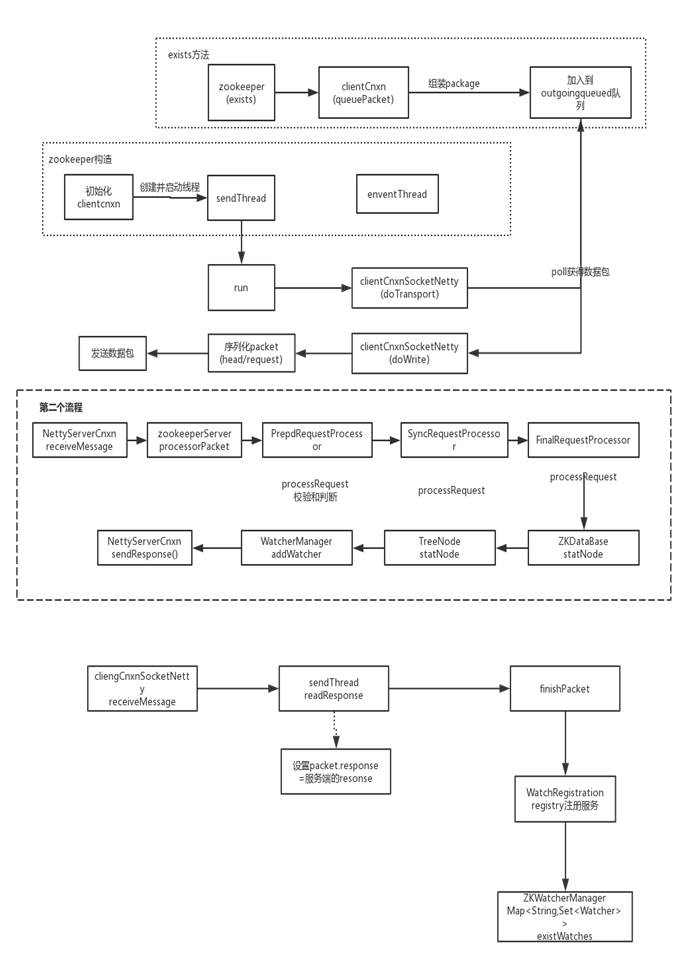 exists方法
zookeeper
(exists)
clientCnxn
(queuePacket)
组装package
加入到
outgoingqueued队
列
zookeeper构造
初始化
clientcnxn
创建并启动线程
sendThread
enventThread
run
clientCnxnSocketNetty
(doTransport)
poll获得数据包
发送数据包
序列化packet
(head/request)
clientCnxnSocketNetty
(doWrite)
第二个流程
NettyServerCnxn
receiveMessage
zookeeperServer
processorPacket
PrepdRequestProcess
or
SyncRequestProcesso
r
FinalRequestProcessor
processRequest
校验和判断
processRequest
processRequest
NettyServerCnxn
sendResponse()
WatcherManager
addWatcher
TreeNode
statNode
ZKDataBase
statNode
cliengCnxnSocketNett
y
receiveMessage
sendThread
readResponse
finishPacket
设置packet.response
=服务端的resonse
WatchRegistration
registry注册服务
ZKWatcherManager
Map<String,Set<Watcher>
>
existWatches